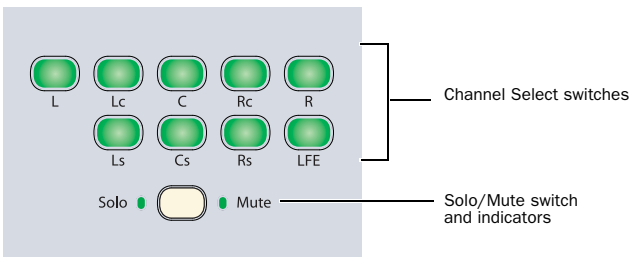 L Lc C Rc R
Channel Select switches
Ls Cs Rs LFE
Solo Mute
Solo/Mute switch
and indicators